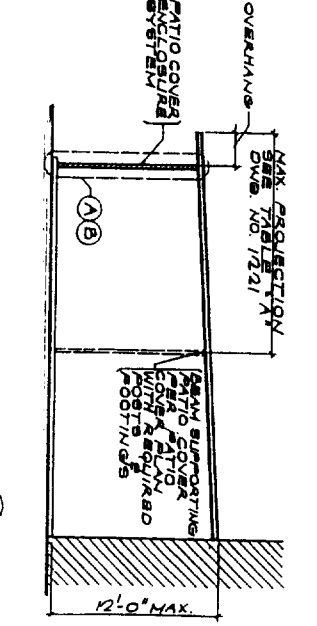 OVERHANG
PATIO COVER
ENCLOSURE
SYSTEM
MAX. PROJECTION
SEE TABLE "A"
DWG. NO. 1221
A B
BEAM SUPPORTING
PATIO COVER
PER PATIO
COVER PLAN
WITH REQUIRED
POSTS &
FOOTINGS
12'-0" MAX.